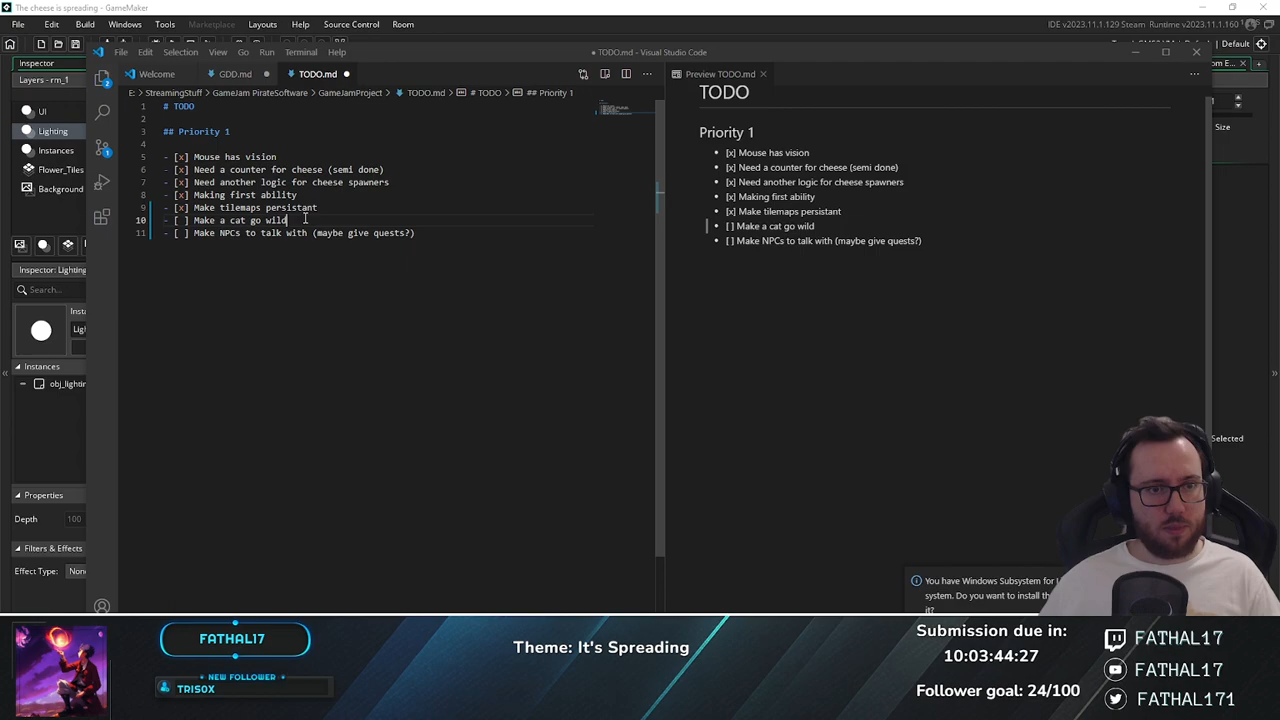 The cheese is spreading - GameMaker
File Edit Build Windows Tools Marketplace Layouts Source Control Room
IDE v2023.11.1.129 Steam Runtime v2023.11.1.160
Default
Inspector
Layers - rm_1
UI
Lighting
Instances
Flower_Tiles
Background
Inspector: Lighting
Search...
Insta
Ligh
Instances
obj_lightin
Properties
Depth 100
Filters & Effects
Effect Type: Non
File Edit Selection View Go Run Terminal Help
● TODO.md - Visual Studio Code
Welcome GDD.md TODO.md
E: > StreamingStuff > GameJam PirateSoftware > GameJamProject > TODO.md > # TODO > ## Priority 1
1 # TODO
2
3 ## Priority 1
4
5 - [x] Mouse has vision
6 - [x] Need a counter for cheese (semi done)
7 - [x] Need another logic for cheese spawners
8 - [x] Making first ability
9 - [x] Make tilemaps persistant
10 - [ ] Make a cat go wild
11 - [ ] Make NPCs to talk with (maybe give quests?)
Preview TODO.md
TODO
Priority 1
• [x] Mouse has vision
• [x] Need a counter for cheese (semi done)
• [x] Need another logic for cheese spawners
• [x] Making first ability
• [x] Make tilemaps persistant
• [ ] Make a cat go wild
• [ ] Make NPCs to talk with (maybe give quests?)
Size
Selected
You have Windows Subsystem for
system. Do you want to install th
it?
FATHAL17
NEW FOLLOWER
TRISOX
Theme: It's Spreading
Submission due in:
10:03:44:27
Follower goal: 24/100
FATHAL17
FATHAL17
FATHAL171